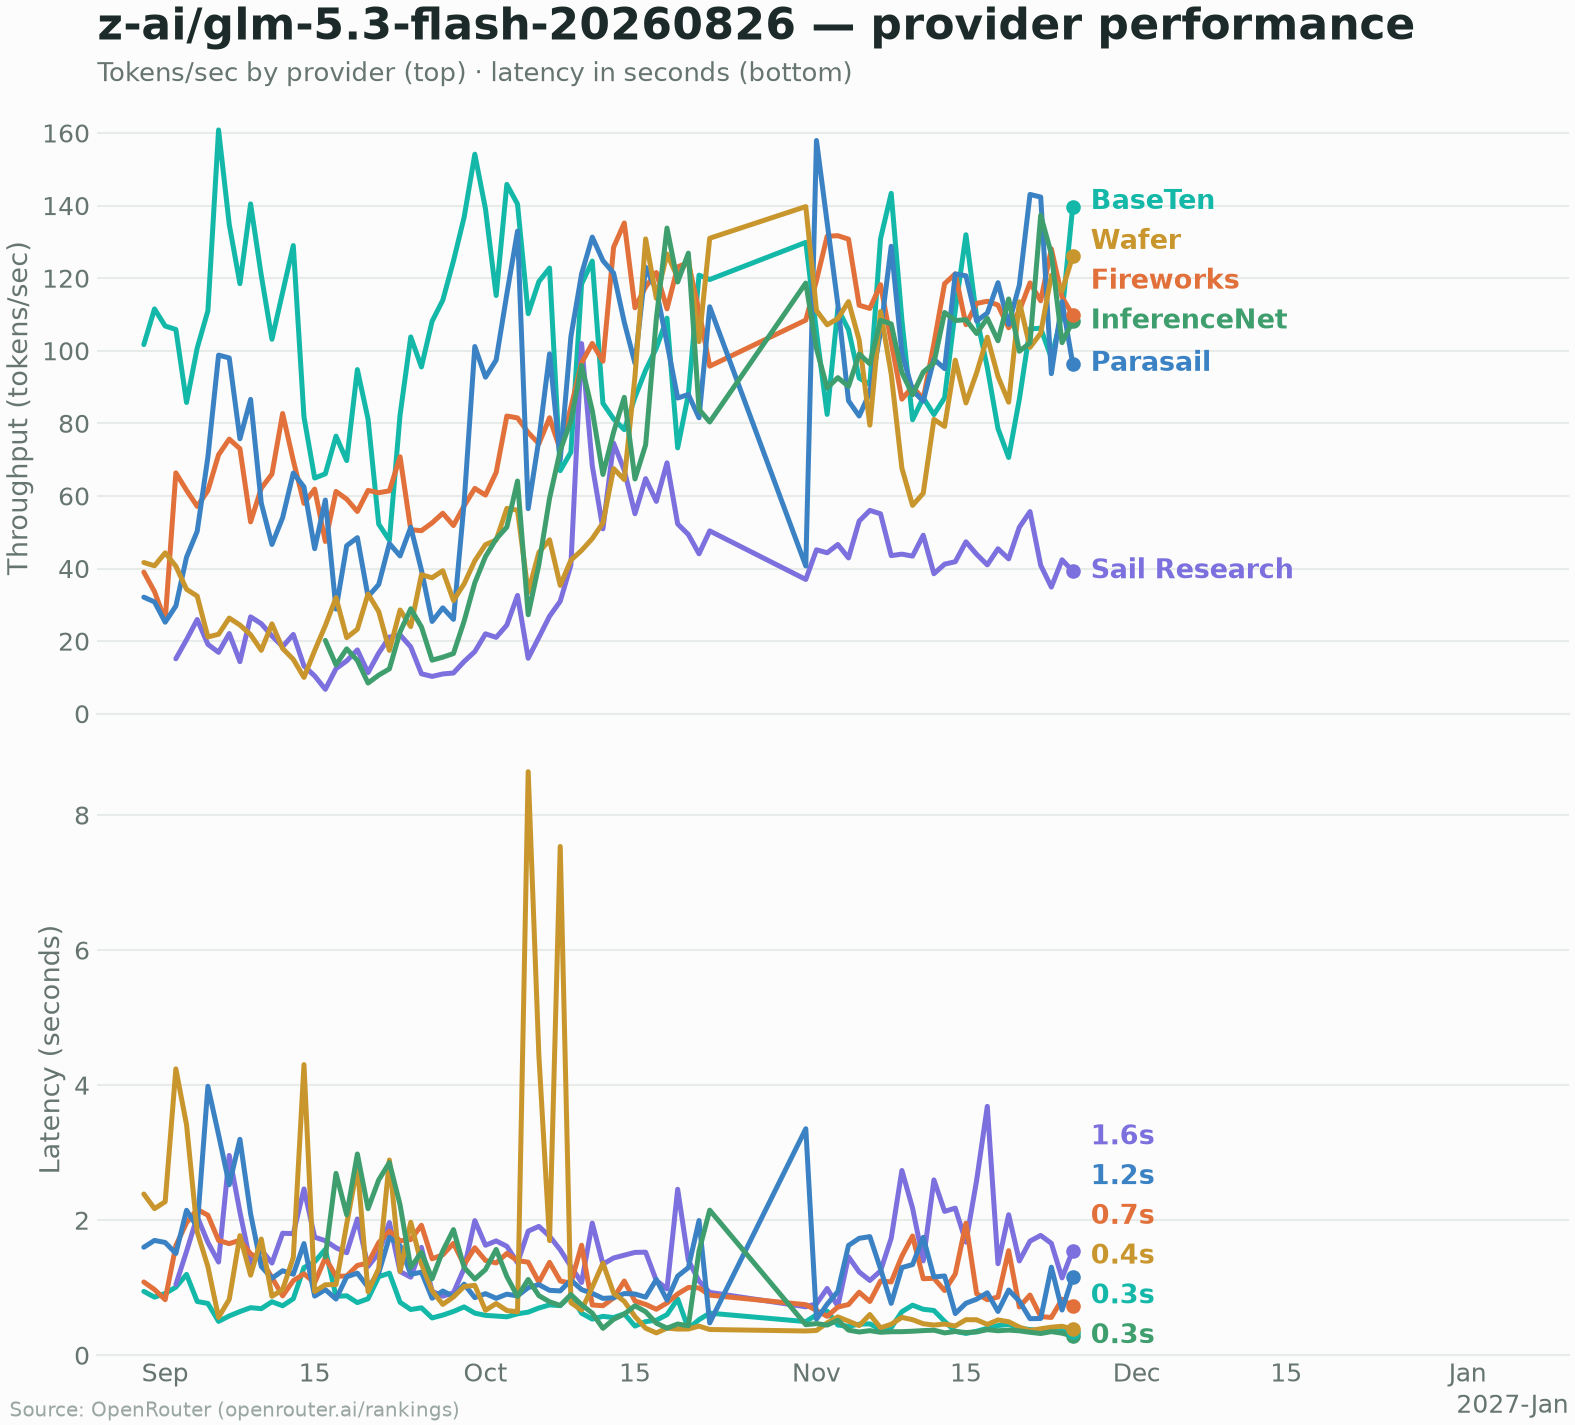 z-ai/glm-5.3-flash-20260826 — provider performance
Tokens/sec by provider (top) · latency in seconds (bottom)
Throughput (tokens/sec)
160
140
120
100
80
60
40
20
0
BaseTen
Wafer
Fireworks
InferenceNet
Parasail
Sail Research
Latency (seconds)
8
6
4
2
0
1.6s
1.2s
0.7s
0.4s
0.3s
0.3s
Sep 15 Oct 15 Nov 15 Dec 15 Jan
2027-Jan
Source: OpenRouter (openrouter.ai/rankings)